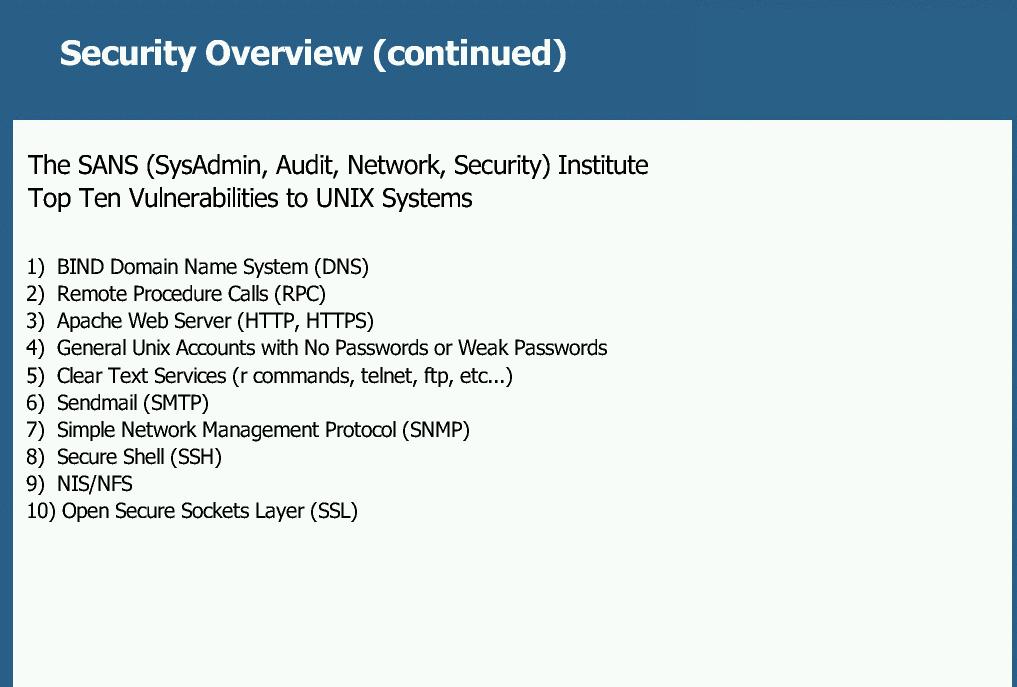 Security Overview (continued)
The SANS (SysAdmin, Audit, Network, Security) Institute
Top Ten Vulnerabilities to UNIX Systems
1) BIND Domain Name System (DNS)
2) Remote Procedure Calls (RPC)
3) Apache Web Server (HTTP, HTTPS)
4) General Unix Accounts with No Passwords or Weak Passwords
5) Clear Text Services (r commands, telnet, ftp, etc...)
6) Sendmail (SMTP)
7) Simple Network Management Protocol (SNMP)
8) Secure Shell (SSH)
9) NIS/NFS
10) Open Secure Sockets Layer (SSL)